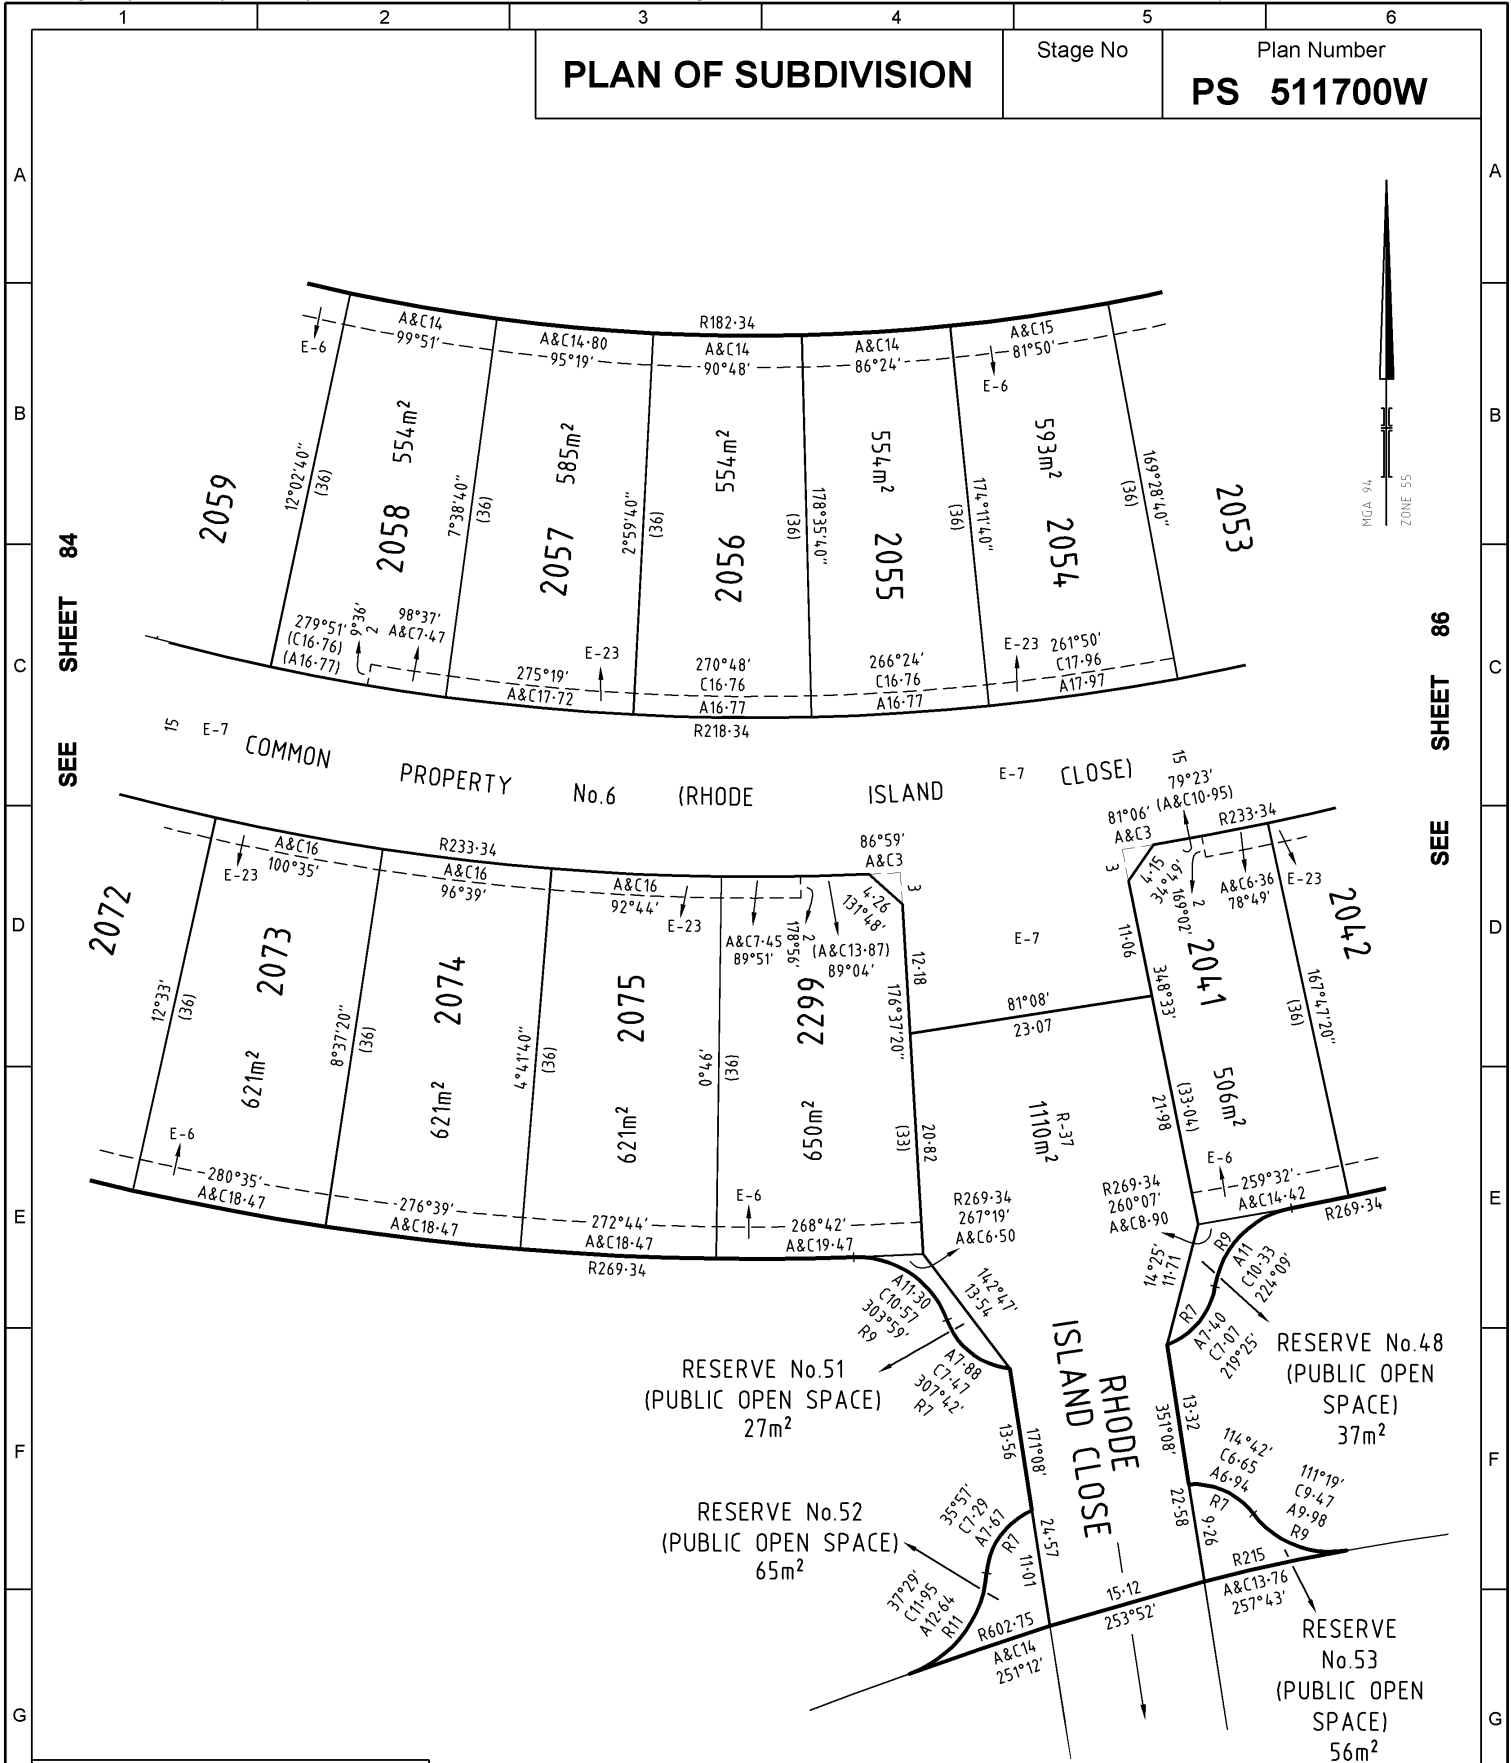 1 2 3 4 5 6
PLAN OF SUBDIVISION
Stage No
Plan Number
PS 511700W
A A
B B
C C
D D
E E
F F
G G
MGA 94
ZONE 55
SEE SHEET 84
SEE SHEET 86
R182·34
A&C14
99°51'
A&C14·80
95°19'
A&C14
90°48'
A&C14
86°24'
A&C15
81°50'
E-6
E-6
2059
12°02'40"
(36)
2058
554m²
7°38'40"
(36)
2057
585m²
2°59'40"
(36)
2056
554m²
178°35'40"
(36)
2055
554m²
174°11'40"
(36)
2054
593m²
169°28'40"
(36)
2053
279°51'
(C16·76)
(A16·77)
9°36'
2
98°37'
A&C7·47
275°19'
A&C17·72
E-23
270°48'
C16·76
A16·77
266°24'
C16·76
A16·77
E-23
261°50'
C17·96
A17·97
R218·34
15
E-7
COMMON PROPERTY No.6 (RHODE ISLAND CLOSE)
E-7
15
79°23'
(A&C10·95)
81°06'
A&C3
R233·34
3
4·15
34°49'
169°02'
2
A&C6·36
78°49'
E-23
2042
2041
11·06
348°33'
167°47'20"
(36)
506m²
(33·04)
21·98
E-6
259°32'
A&C14·42
R269·34
R233·34
A&C16
100°35'
A&C16
96°39'
A&C16
92°44'
86°59'
A&C3
3
4·26
131°48'
E-23
E-23
A&C7·45
89°51'
178°56'
2
(A&C13·87)
89°04'
2072
12°33'
(36)
2073
621m²
8°37'20"
(36)
2074
621m²
4°41'40"
(36)
2075
621m²
0°46'
(36)
2299
650m²
12·18
176°37'20"
20·82
(33)
E-7
81°08'
23·07
R-37
1110m²
E-6
280°35'
A&C18·47
276°39'
A&C18·47
272°44'
A&C18·47
E-6
268°42'
A&C19·47
R269·34
R269·34
267°19'
A&C6·50
R269·34
260°07'
A&C8·90
142°47'
13·54
A11·30
C10·57
303°59'
R9
A7·88
C7·47
307°42'
R7
14°25'
11·71
R9
A11
C10·33
224°09'
R7
A7·40
C7·07
219°25'
RESERVE No.51
(PUBLIC OPEN SPACE)
27m²
RESERVE No.48
(PUBLIC OPEN
SPACE)
37m²
RHODE
ISLAND CLOSE
13·56
171°08'
13·32
351°08'
114°42'
C6·65
A6·94
R7
111°19'
C9·47
A9·98
R9
22·58
9·26
RESERVE No.52
(PUBLIC OPEN SPACE)
65m²
35°57'
C7·29
A7·67
R7
24·57
11·01
37°29'
C11·95
A12·64
R11
R602·75
A&C14
251°12'
15·12
253°52'
R215
A&C13·76
257°43'
RESERVE
No.53
(PUBLIC OPEN
SPACE)
56m²